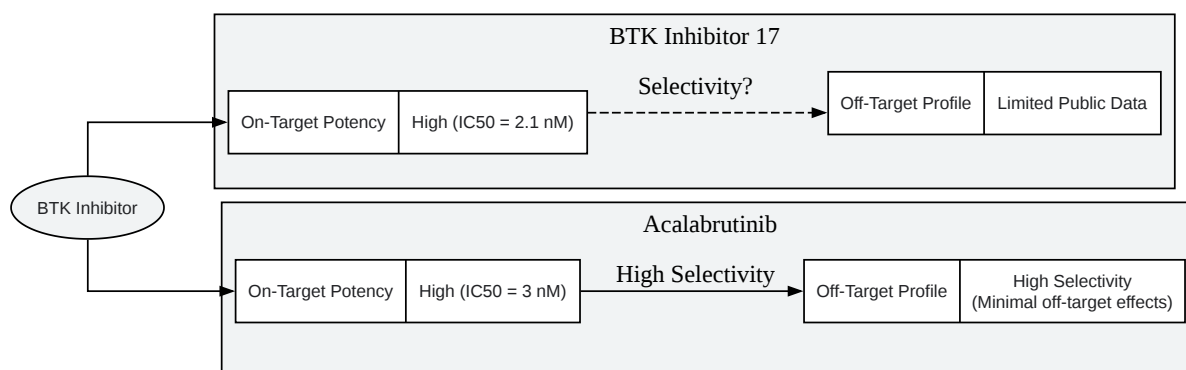 BTK Inhibitor 17
Selectivity?
On-Target Potency
High (IC50 = 2.1 nM)
Off-Target Profile
Limited Public Data
BTK Inhibitor
Acalabrutinib
High Selectivity
On-Target Potency
High (IC50 = 3 nM)
Off-Target Profile
High Selectivity
(Minimal off-target effects)